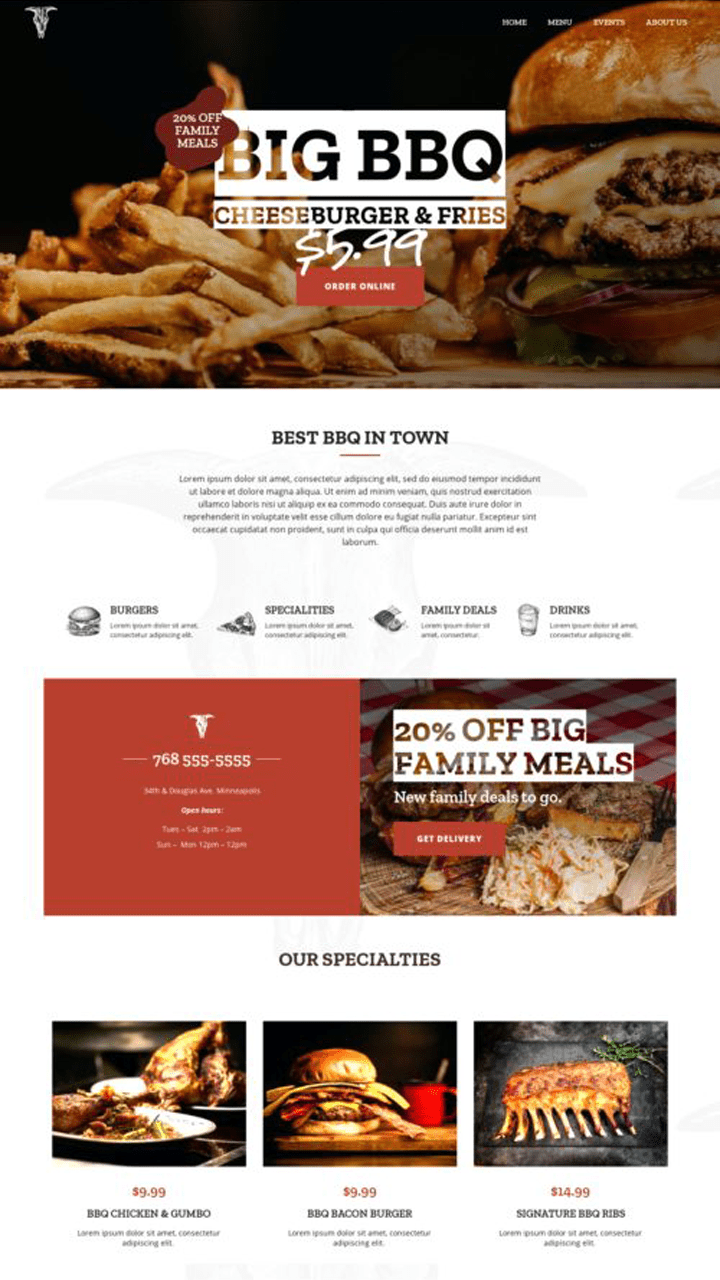 HOME MENU EVENTS ABOUT US
20% OFF
FAMILY
MEALS
BIG BBQ
CHEESEBURGER & FRIES
$5.99
ORDER ONLINE
BEST BBQ IN TOWN
Lorem ipsum dolor sit amet, consectetur adipiscing elit, sed do eiusmod tempor incididunt
ut labore et dolore magna aliqua. Ut enim ad minim veniam, quis nostrud exercitation
ullamco laboris nisi ut aliquip ex ea commodo consequat. Duis aute irure dolor in
reprehenderit in voluptate velit esse cillum dolore eu fugiat nulla pariatur. Excepteur sint
occaecat cupidatat non proident, sunt in culpa qui officia deserunt mollit anim id est
laborum.
BURGERS
Lorem ipsum dolor sit amet,
consectetur adipiscing elit.
SPECIALITIES
Lorem ipsum dolor sit amet,
consectetur adipiscing elit.
FAMILY DEALS
Lorem ipsum dolor sit
amet, consectetur.
DRINKS
Lorem ipsum dolor sit amet,
consectetur adipiscing elit.
768 555-5555
34th & Douglas Ave. Minneapolis
Open hours:
Tues – Sat 2pm – 2am
Sun – Mon 12pm – 12pm
20% OFF BIG
FAMILY MEALS
New family deals to go.
GET DELIVERY
OUR SPECIALTIES
$9.99
BBQ CHICKEN & GUMBO
Lorem ipsum dolor sit amet, consectetur
adipiscing elit.
$9.99
BBQ BACON BURGER
Lorem ipsum dolor sit amet, consectetur
adipiscing elit.
$14.99
SIGNATURE BBQ RIBS
Lorem ipsum dolor sit amet, consectetur
adipiscing elit.